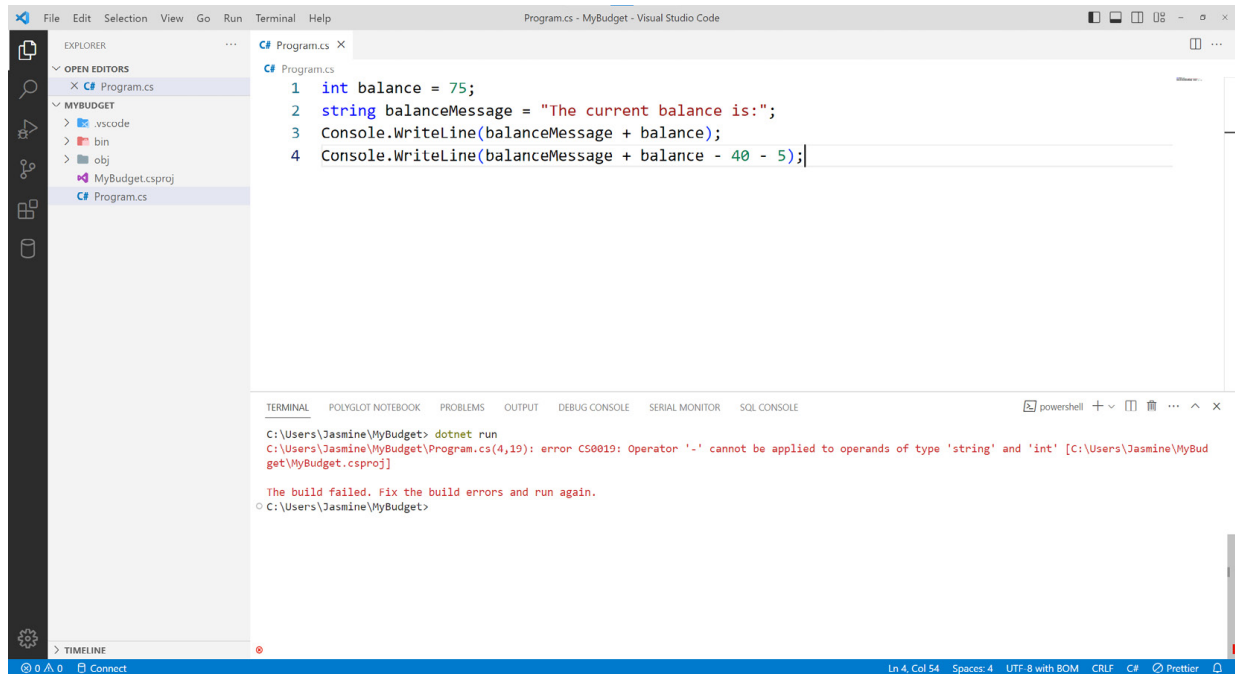 File Edit Selection View Go Run Terminal Help Program.cs - MyBudget - Visual Studio Code
EXPLORER ···
OPEN EDITORS
C# Program.cs
MYBUDGET
.vscode
bin
obj
MyBudget.csproj
C# Program.cs
TIMELINE
C# Program.cs
C# Program.cs
1 int balance = 75;
2 string balanceMessage = "The current balance is:";
3 Console.WriteLine(balanceMessage + balance);
4 Console.WriteLine(balanceMessage + balance - 40 - 5);
TERMINAL POLYGLOT NOTEBOOK PROBLEMS OUTPUT DEBUG CONSOLE SERIAL MONITOR SQL CONSOLE powershell
C:\Users\Jasmine\MyBudget> dotnet run
C:\Users\Jasmine\MyBudget\Program.cs(4,19): error CS0019: Operator '-' cannot be applied to operands of type 'string' and 'int' [C:\Users\Jasmine\MyBud
get\MyBudget.csproj]
The build failed. Fix the build errors and run again.
C:\Users\Jasmine\MyBudget>
0 0 Connect Ln 4, Col 54 Spaces: 4 UTF-8 with BOM CRLF C# Prettier